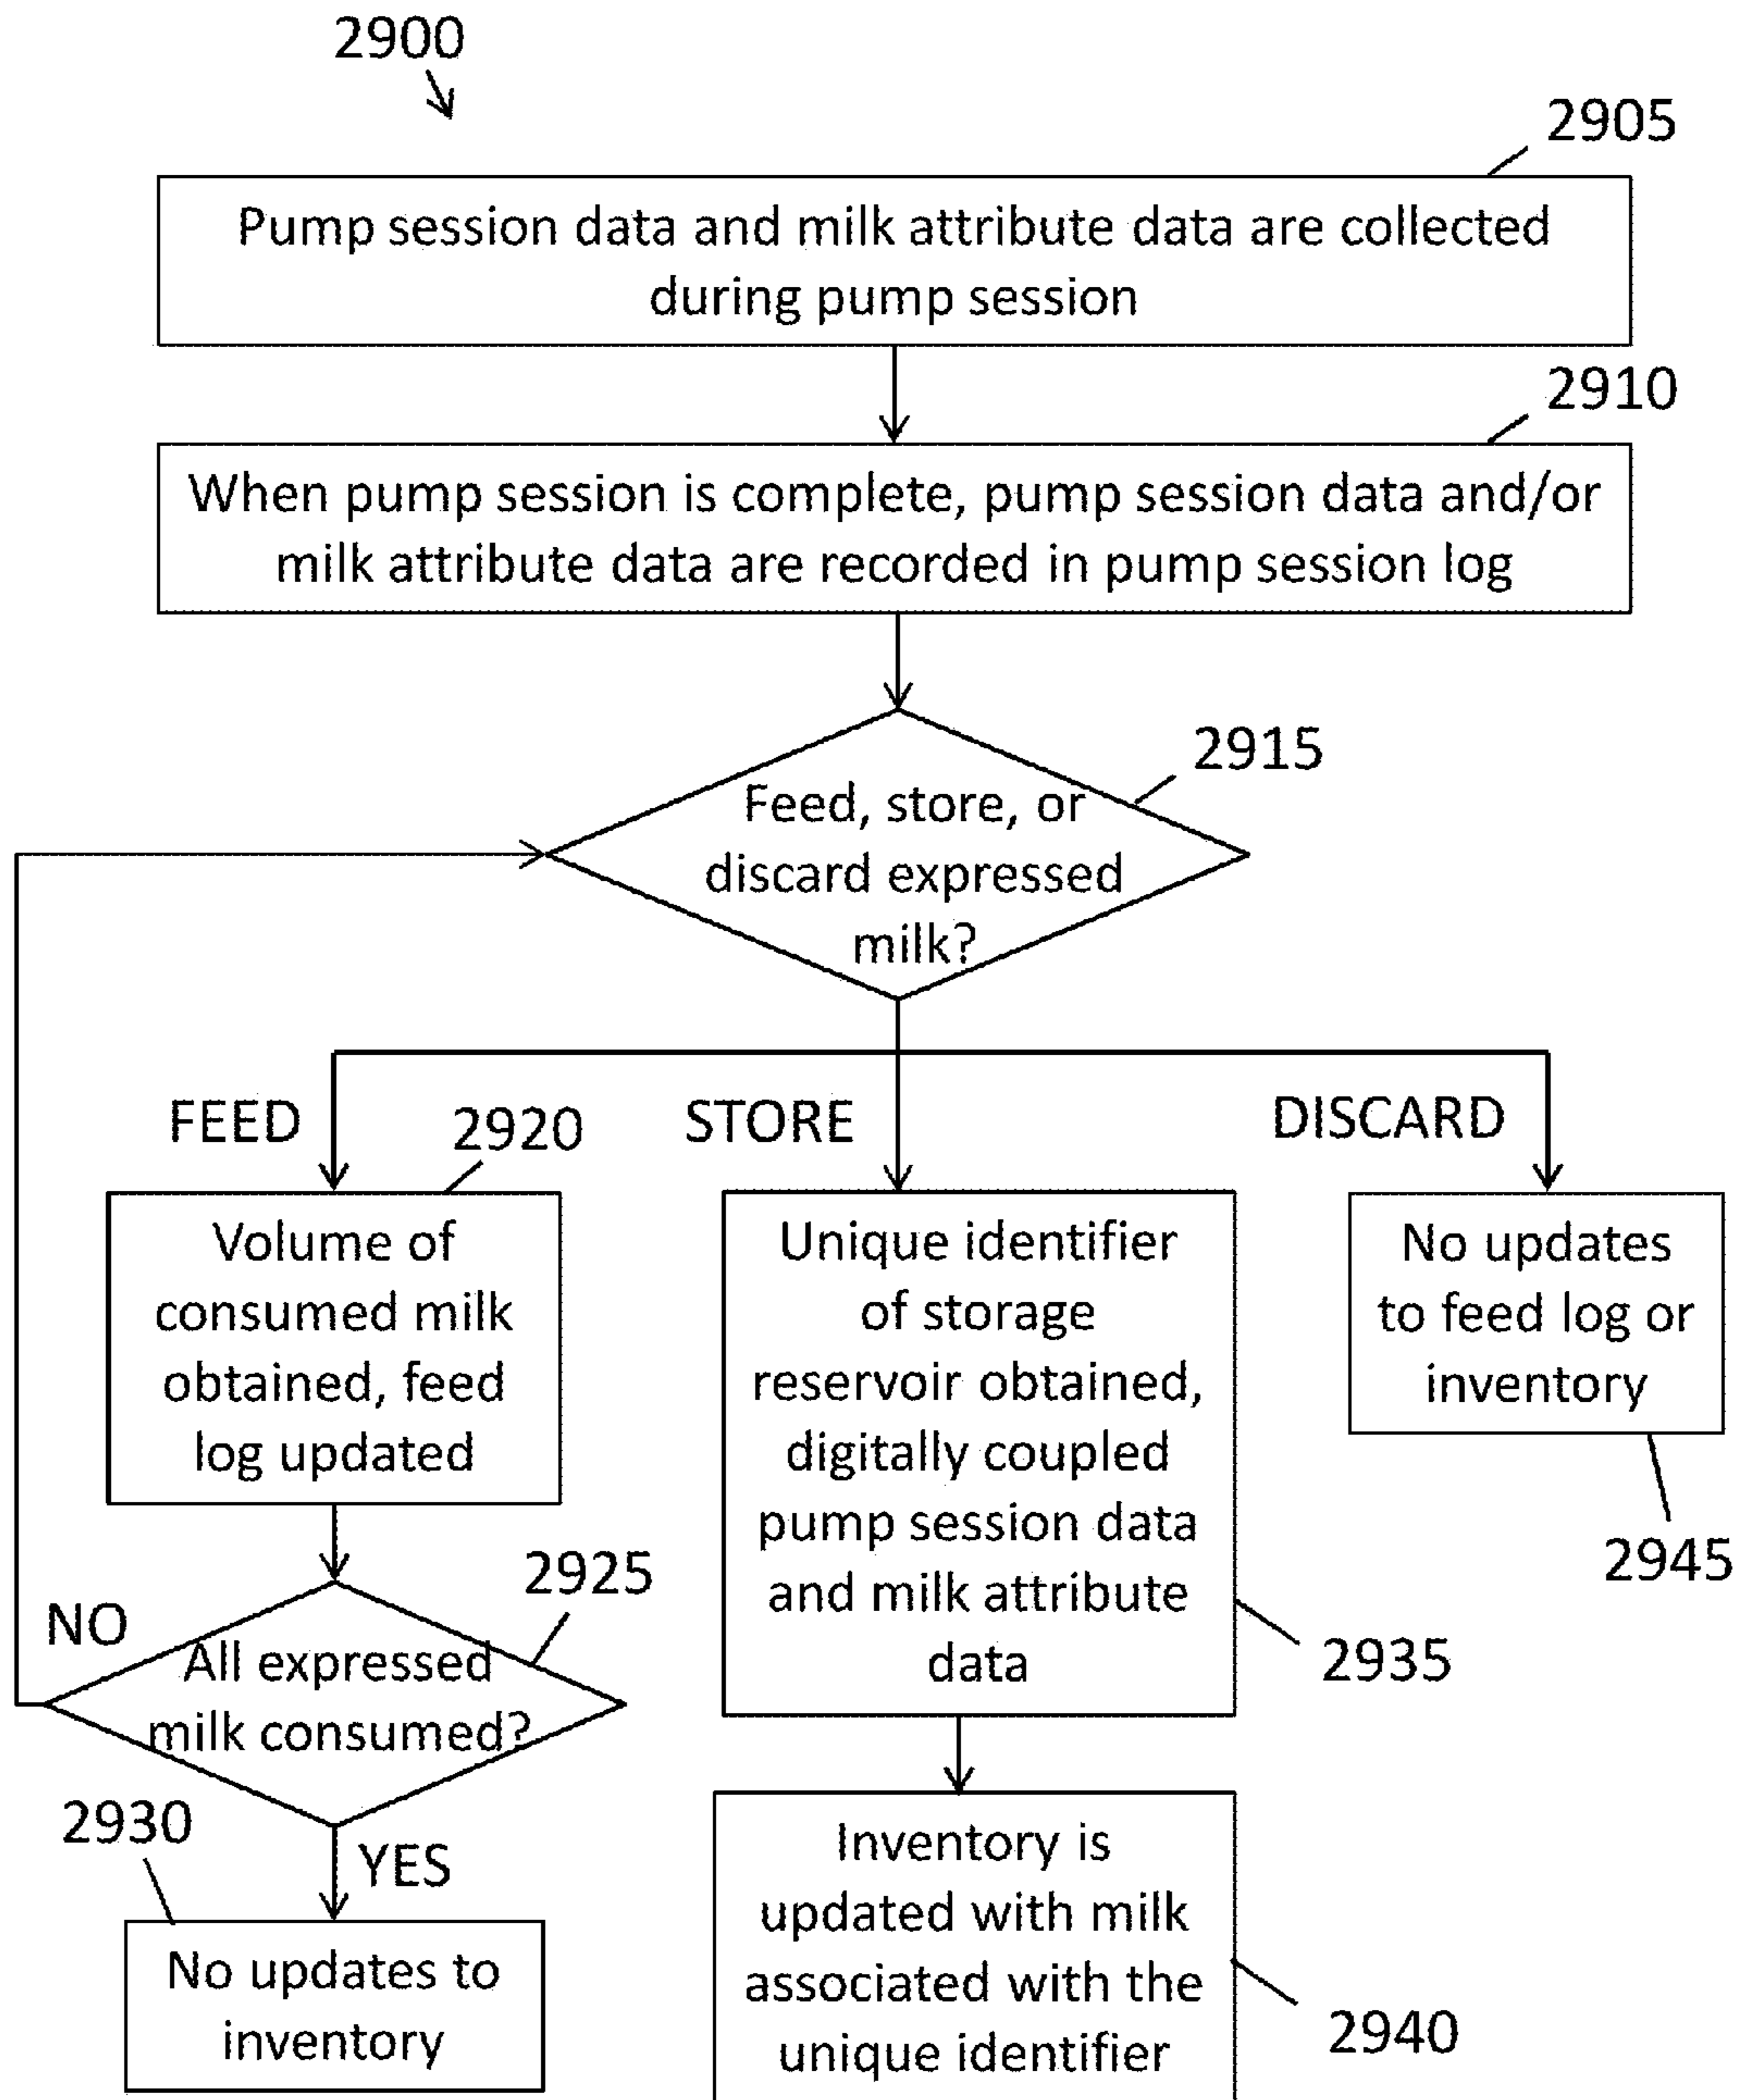 2900
2905
Pump session data and milk attribute data are collected
during pump session
2910
When pump session is complete, pump session data and/or
milk attribute data are recorded in pump session log
2915
Feed, store, or
discard expressed
milk?
FEED
2920
Volume of
consumed milk
obtained, feed
log updated
2925
NO
All expressed
milk consumed?
2930
YES
No updates to
inventory
STORE
Unique identifier
of storage
reservoir obtained,
digitally coupled
pump session data
and milk attribute
data
2935
Inventory is
updated with milk
associated with the
unique identifier
2940
DISCARD
No updates
to feed log or
inventory
2945